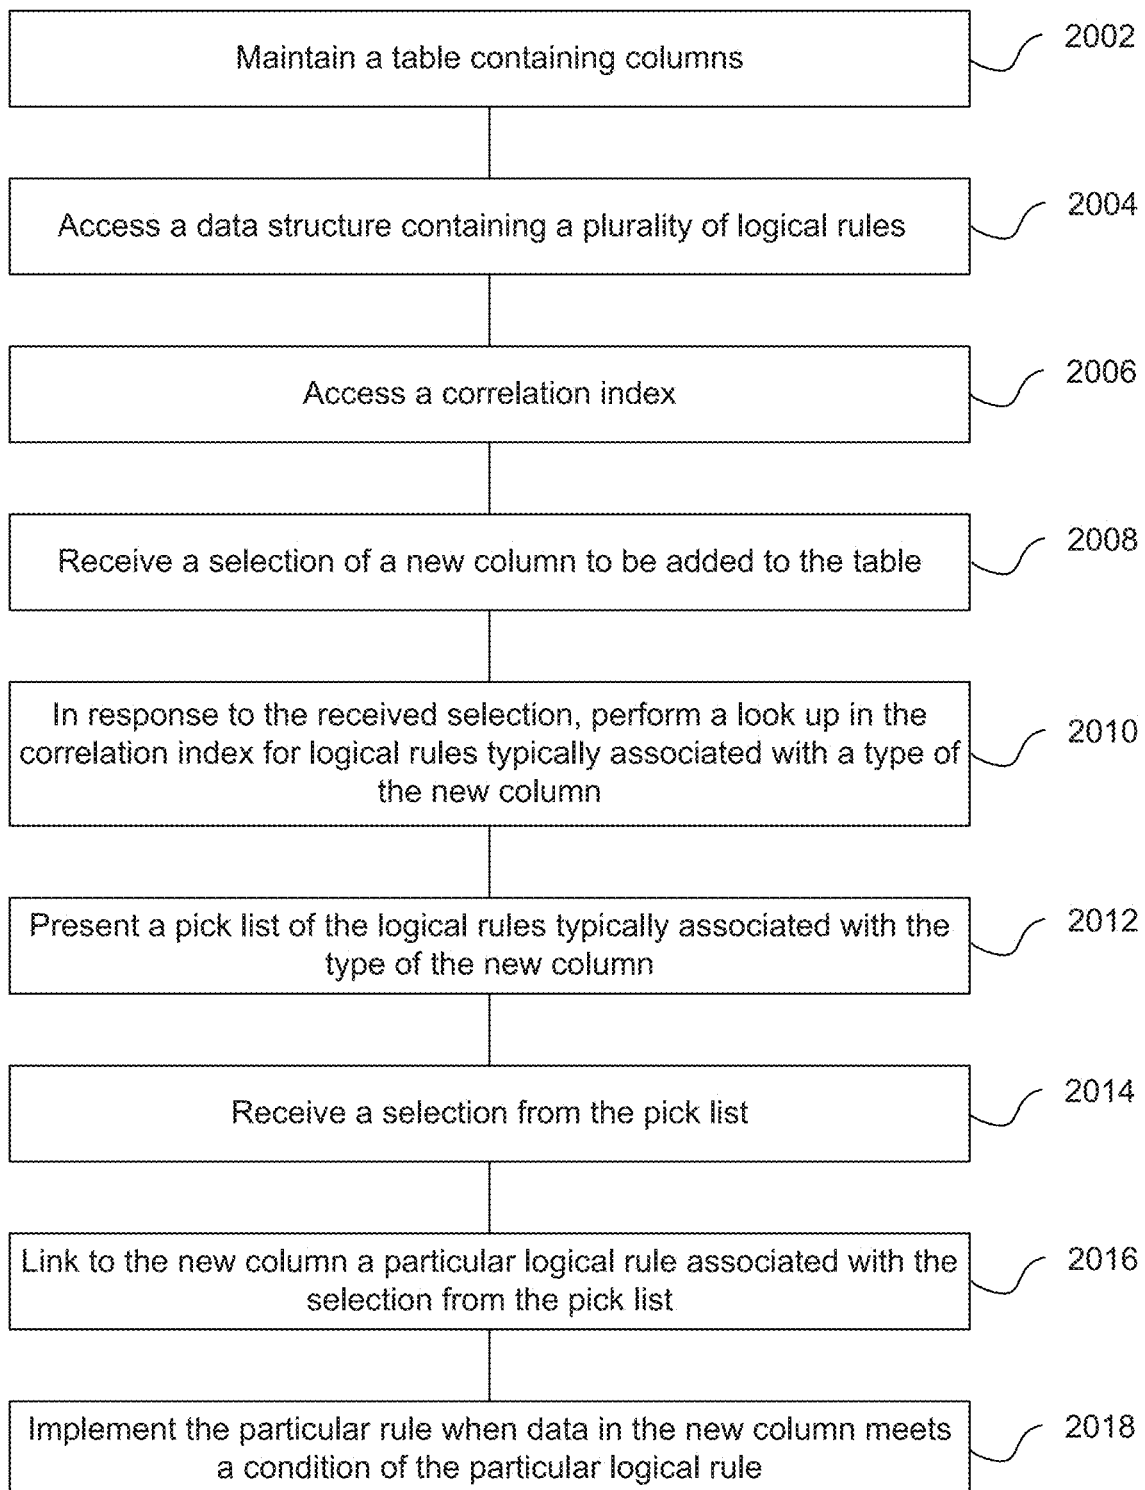 Maintain a table containing columns
2002
Access a data structure containing a plurality of logical rules
2004
Access a correlation index
2006
Receive a selection of a new column to be added to the table
2008
In response to the received selection, perform a look up in the
correlation index for logical rules typically associated with a type of
the new column
2010
Present a pick list of the logical rules typically associated with the
type of the new column
2012
Receive a selection from the pick list
2014
Link to the new column a particular logical rule associated with the
selection from the pick list
2016
Implement the particular rule when data in the new column meets
a condition of the particular logical rule
2018